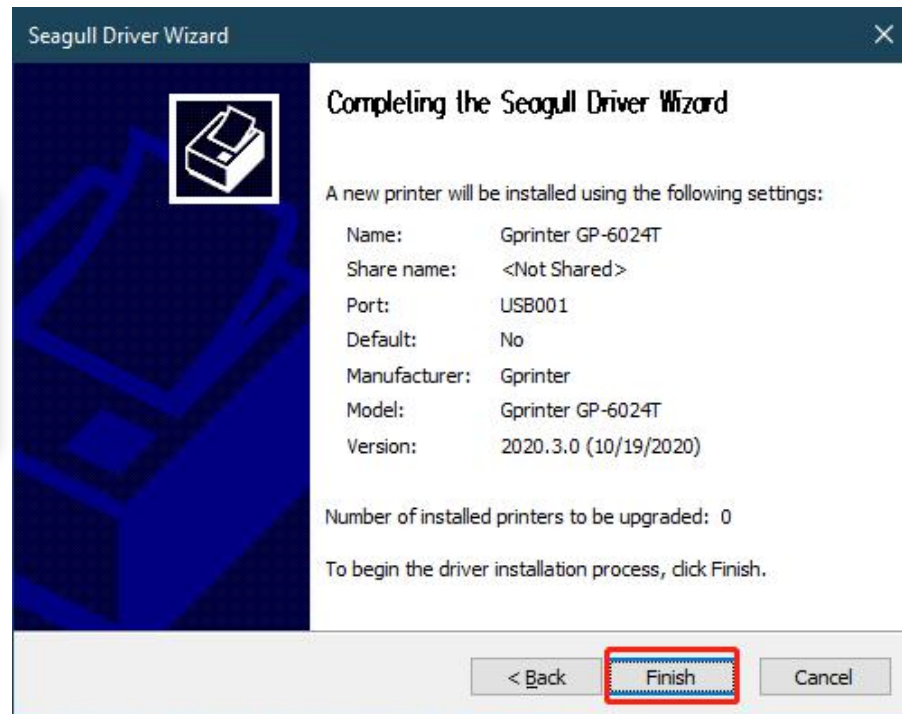 Seagull Driver Wizard
Completing the Seagull Driver Wizard
A new printer will be installed using the following settings:
Name: Gprinter GP-6024T
Share name: <Not Shared>
Port: USB001
Default: No
Manufacturer: Gprinter
Model: Gprinter GP-6024T
Version: 2020.3.0 (10/19/2020)
Number of installed printers to be upgraded: 0
To begin the driver installation process, click Finish.
< Back Finish Cancel